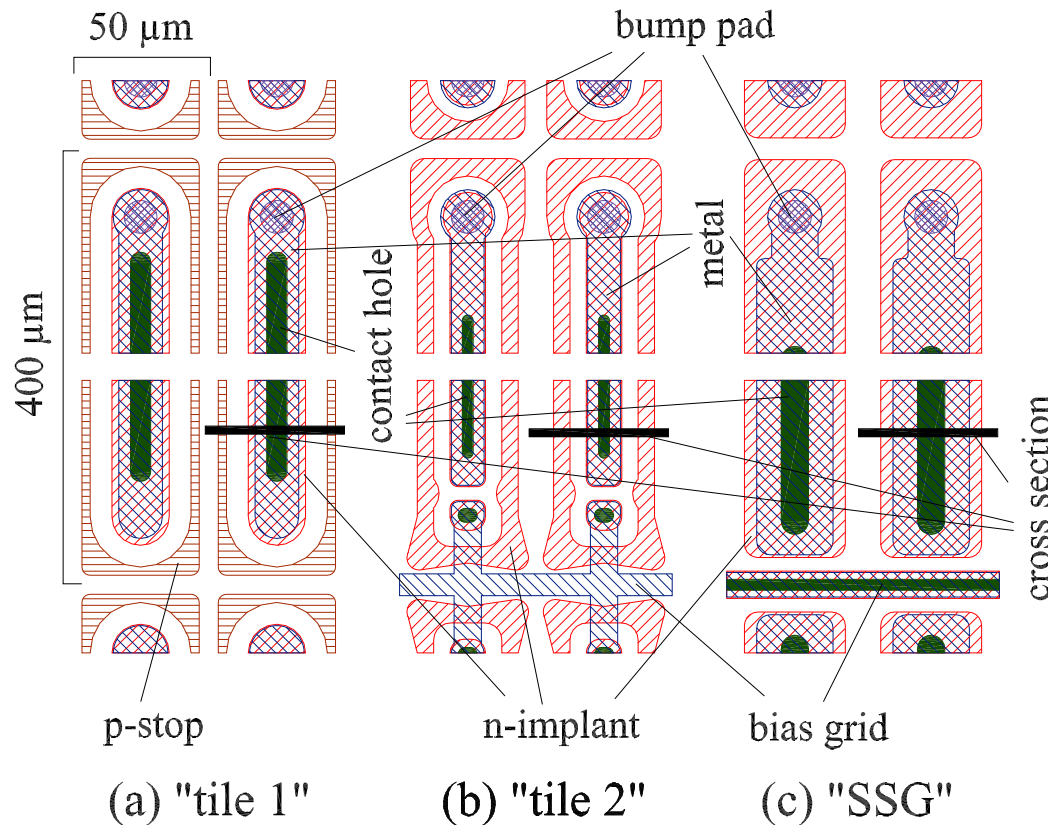 50 µm
bump pad
400 µm
contact hole
metal
cross section
p-stop
n-implant
bias grid
(a) "tile 1"
(b) "tile 2"
(c) "SSG"